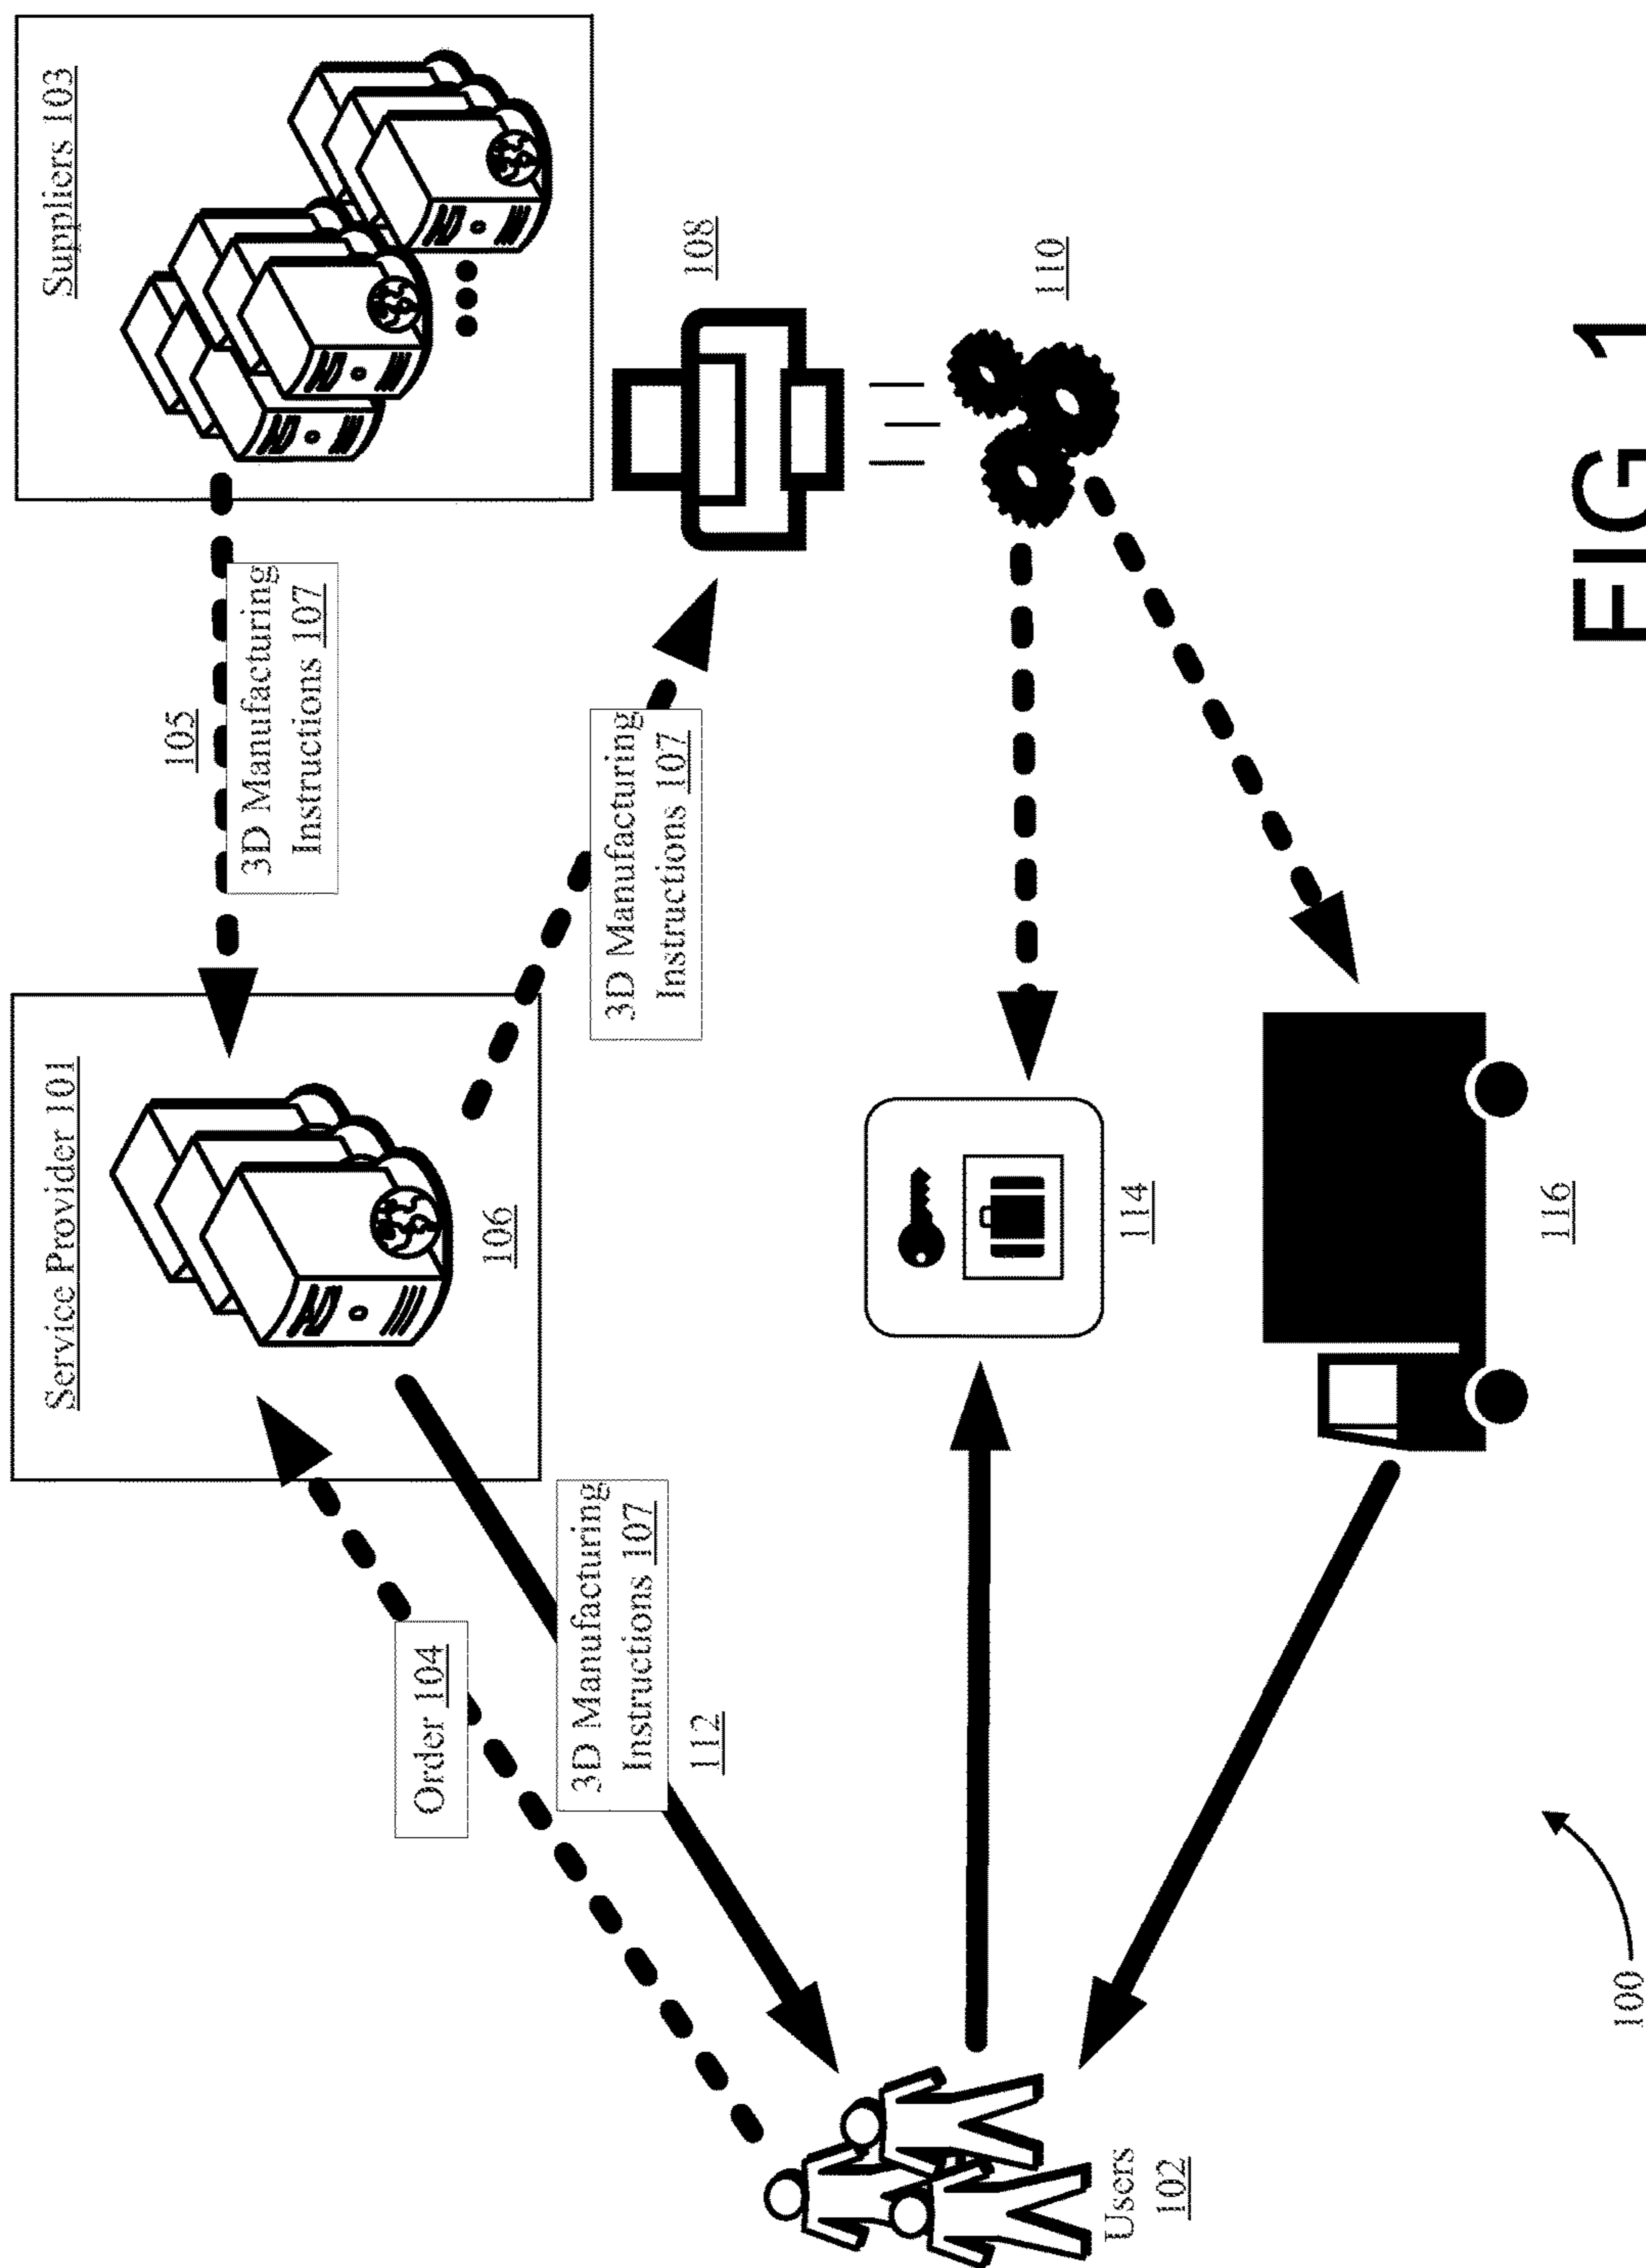 Service Provider 101
Suppliers 103
105
3D Manufacturing
Instructions 107
106
Order 104
3D Manufacturing
Instructions 107
112
3D Manufacturing
Instructions 107
108
110
114
116
Users
102
100
FIG. 1